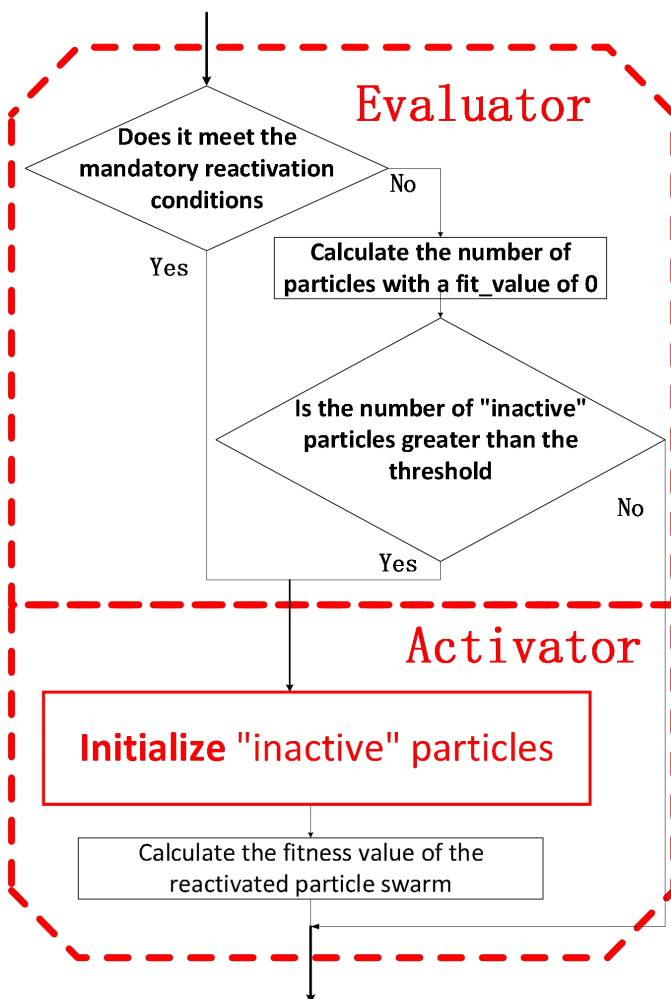 Evaluator
Does it meet the
mandatory reactivation
conditions
No
Yes
Calculate the number of
particles with a fit_value of 0
Is the number of "inactive"
particles greater than the
threshold
No
Yes
Activator
Initialize "inactive" particles
Calculate the fitness value of the
reactivated particle swarm